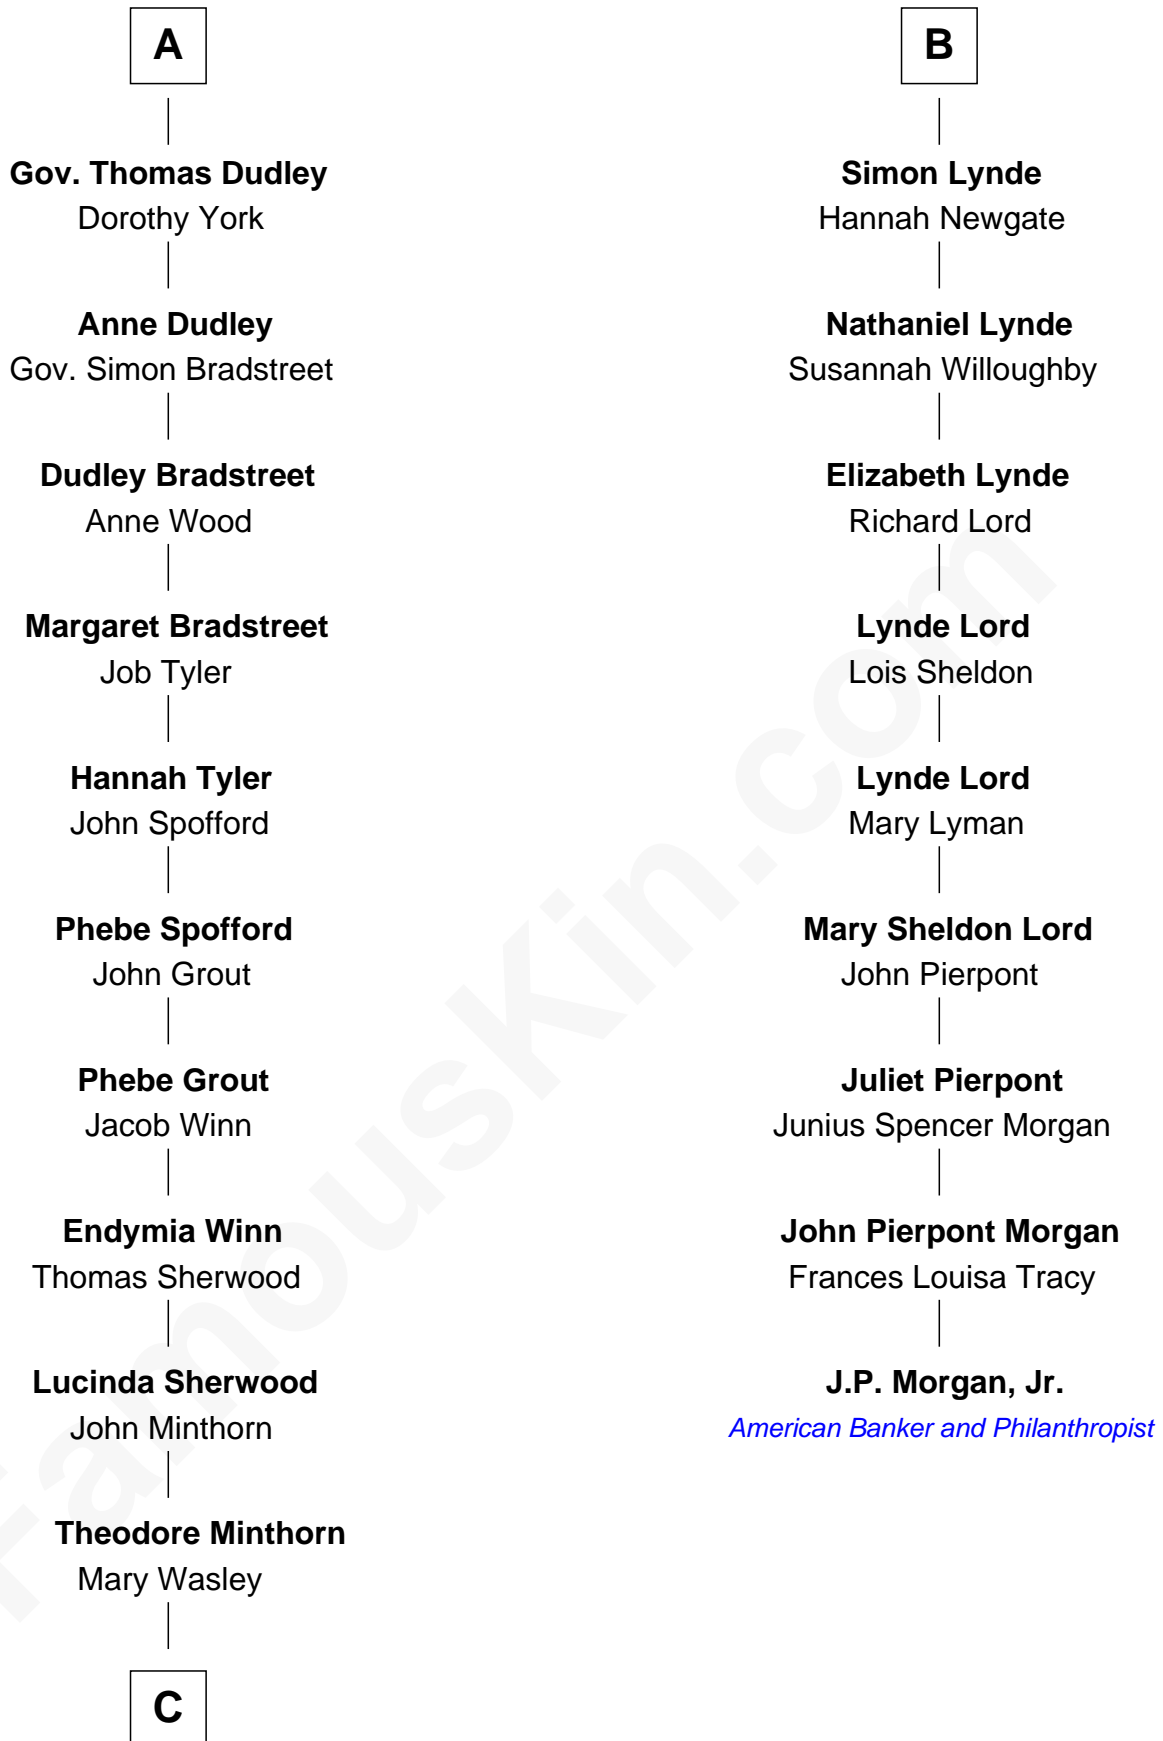 A
Gov. Thomas Dudley
Dorothy York
Anne Dudley
Gov. Simon Bradstreet
Dudley Bradstreet
Anne Wood
Margaret Bradstreet
Job Tyler
Hannah Tyler
John Spofford
Phebe Spofford
John Grout
Phebe Grout
Jacob Winn
Endymia Winn
Thomas Sherwood
Lucinda Sherwood
John Minthorn
Theodore Minthorn
Mary Wasley
C
B
Simon Lynde
Hannah Newgate
Nathaniel Lynde
Susannah Willoughby
Elizabeth Lynde
Richard Lord
Lynde Lord
Lois Sheldon
Lynde Lord
Mary Lyman
Mary Sheldon Lord
John Pierpont
Juliet Pierpont
Junius Spencer Morgan
John Pierpont Morgan
Frances Louisa Tracy
J.P. Morgan, Jr.
American Banker and Philanthropist
FamousKin.com